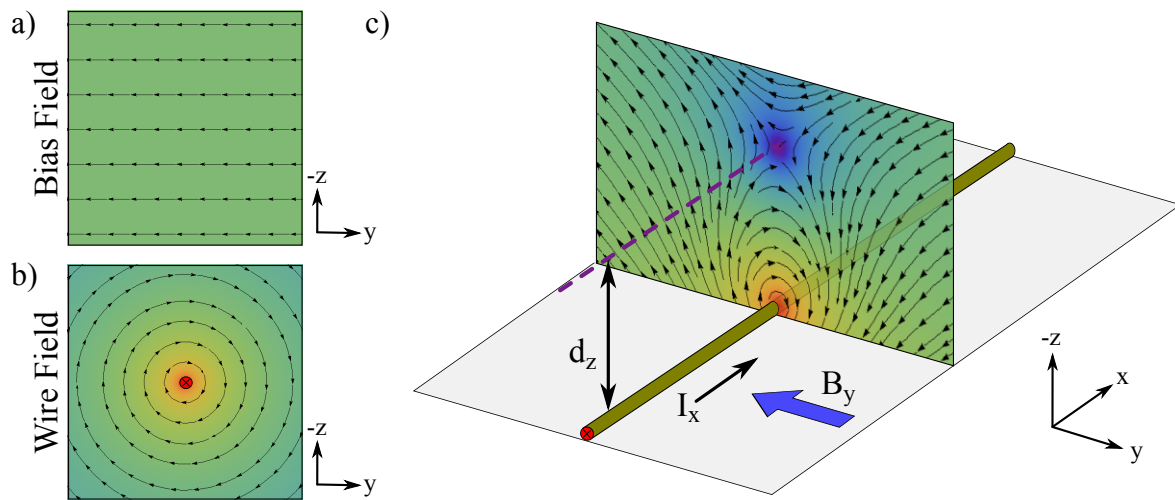 a)
Bias Field
-z
y
b)
Wire Field
-z
y
c)
d_z
I_x
B_y
-z
x
y